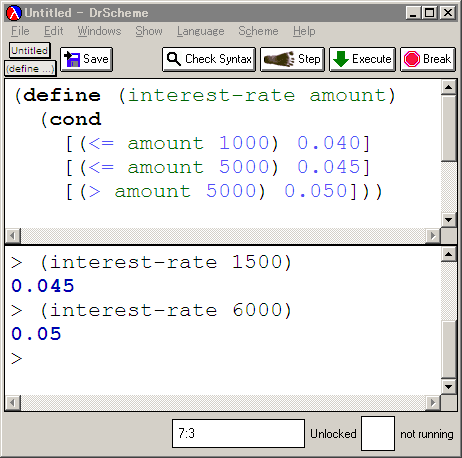 Untitled - DrScheme
File Edit Windows Show Language Scheme Help
Untitled
(define ...)
Save
Check Syntax
Step
Execute
Break
(define (interest-rate amount)
  (cond
    [(<= amount 1000) 0.040]
    [(<= amount 5000) 0.045]
    [(> amount 5000) 0.050]))
> (interest-rate 1500)
0.045
> (interest-rate 6000)
0.05
>
7:3
Unlocked
not running